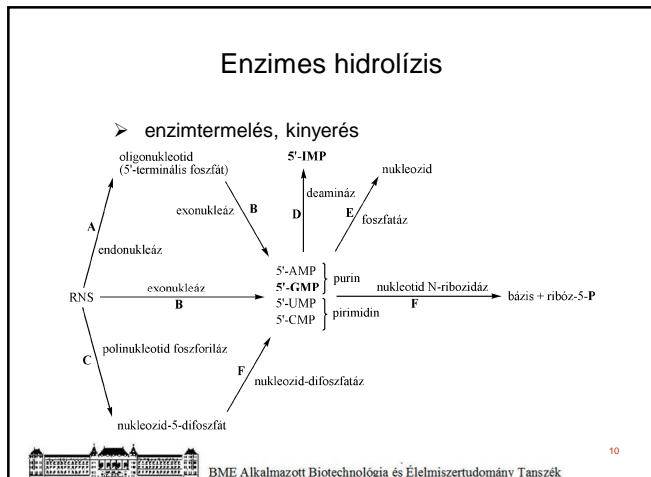 Enzimes hidrolízis
➢ enzimtermelés, kinyerés
oligonukleotid
(5'-terminális foszfát)
5'-IMP
nukleozid
exonukleáz
B
deamináz
D
E
foszfatáz
A
endonukleáz
5'-AMP
5'-GMP
purin
5'-UMP
5'-CMP
pirimidin
RNS
exonukleáz
B
nukleotid N-ribozidáz
F
bázis + ribóz-5-P
C
polinukleotid foszforiláz
F
nukleozid-difoszfatáz
nukleozid-5-difoszfát
10
BME Alkalmazott Biotechnológia és Élelmiszertudomány Tanszék